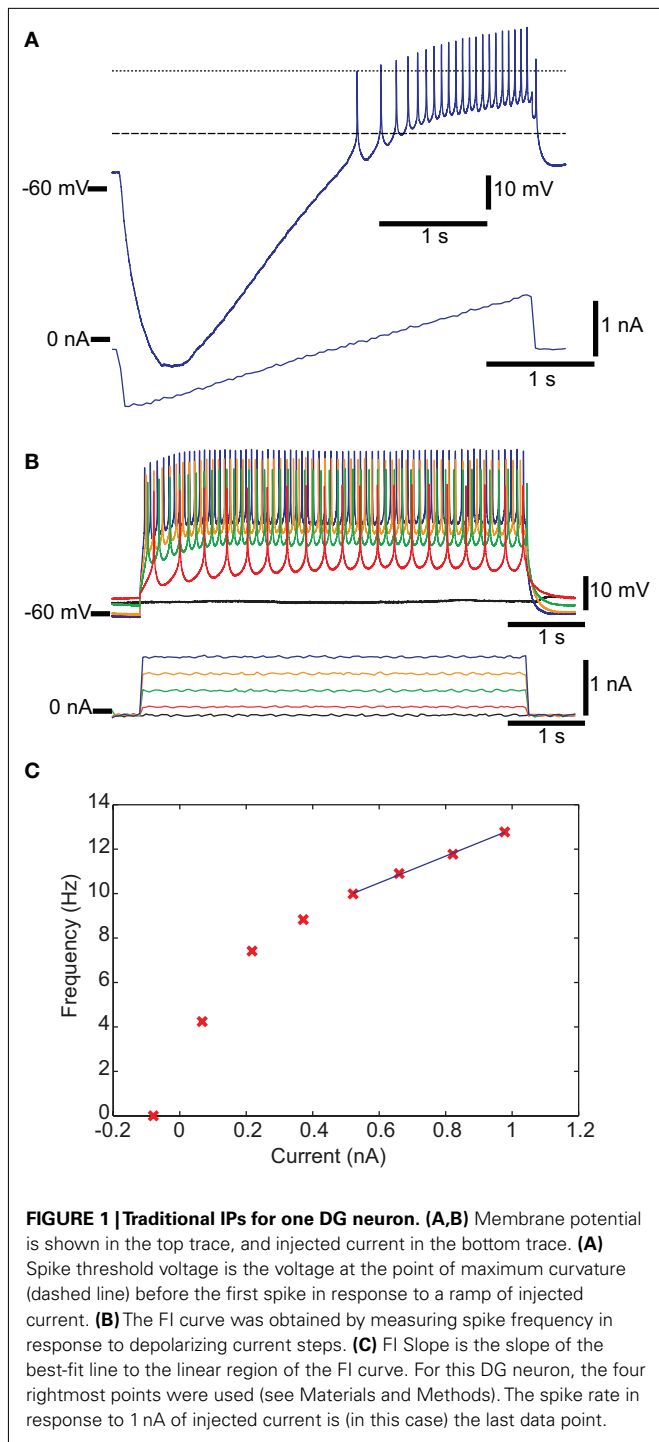 A
-60 mV
10 mV
1 s
0 nA
1 nA
1 s
B
-60 mV
10 mV
1 s
0 nA
1 nA
1 s
C
14
12
10
8
6
4
2
0
Frequency (Hz)
-0.2 0 0.2 0.4 0.6 0.8 1 1.2
Current (nA)
FIGURE 1 | Traditional IPs for one DG neuron. (A,B) Membrane potential
is shown in the top trace, and injected current in the bottom trace. (A)
Spike threshold voltage is the voltage at the point of maximum curvature
(dashed line) before the first spike in response to a ramp of injected
current. (B) The FI curve was obtained by measuring spike frequency in
response to depolarizing current steps. (C) FI Slope is the slope of the
best-fit line to the linear region of the FI curve. For this DG neuron, the four
rightmost points were used (see Materials and Methods). The spike rate in
response to 1 nA of injected current is (in this case) the last data point.